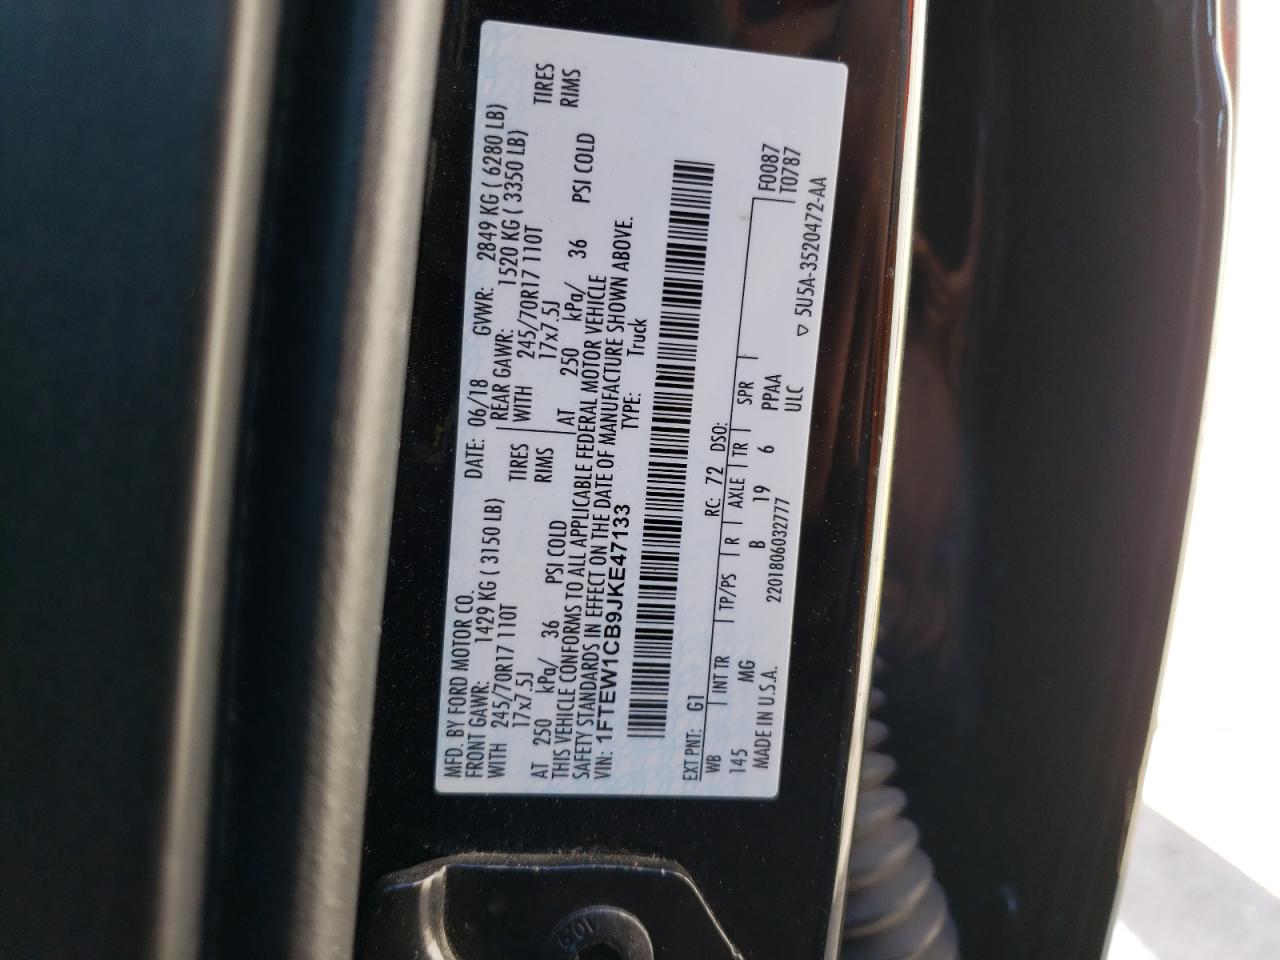 MFD. BY FORD MOTOR CO.
DATE: 06/18 GVWR: 2849 KG ( 6280 LB)
FRONT GAWR: 1429 KG ( 3150 LB)
REAR GAWR: 1520 KG ( 3350 LB)
WITH 245/70R17 110T TIRES
WITH 245/70R17 110T TIRES
17x7.5J RIMS
17x7.5J RIMS
AT 250 kPa/ 36 PSI COLD
AT 250 kPa/ 36 PSI COLD
THIS VEHICLE CONFORMS TO ALL APPLICABLE FEDERAL MOTOR VEHICLE
SAFETY STANDARDS IN EFFECT ON THE DATE OF MANUFACTURE SHOWN ABOVE.
VIN: 1FTEW1CB9JKE47133 TYPE: Truck
EXT PNT: G1 RC: 72 DSO:
WB INT TR TP/PS R AXLE TR SPR F0087
145 MG B 19 6 PPAA T0787
MADE IN U.S.A. 2201806032777 ULC ▽ 5U5A-3520472-AA